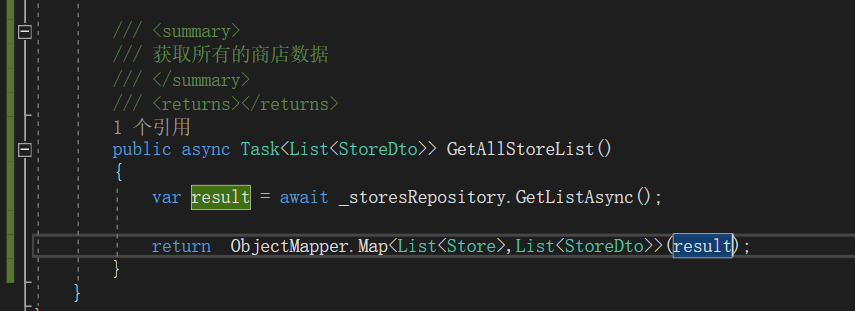 /// <summary>
/// 获取所有的商店数据
/// </summary>
/// <returns></returns>
1 个引用
public async Task<List<StoreDto>> GetAllStoreList()
{
var result = await _storesRepository.GetListAsync();
return  ObjectMapper.Map<List<Store>,List<StoreDto>>(result);
}
}